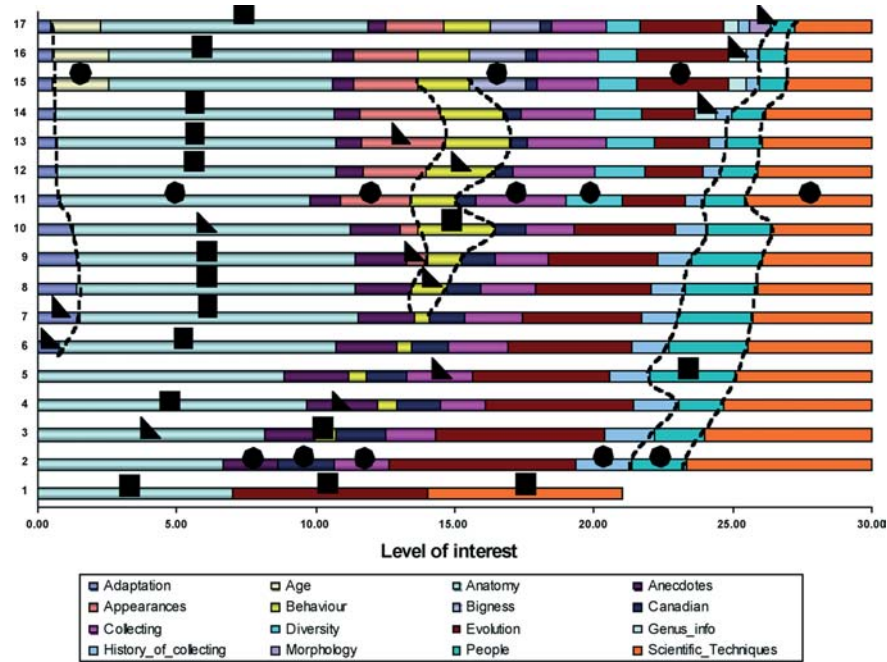 17
16
15
14
13
12
11
10
9
8
7
6
5
4
3
2
1
0.00 5.00 10.00 15.00 20.00 25.00 30.00
Level of interest
Adaptation Age Anatomy Anecdotes
Appearances Behaviour Bigness Canadian
Collecting Diversity Evolution Genus_info
History_of_collecting Morphology People Scientific_Techniques